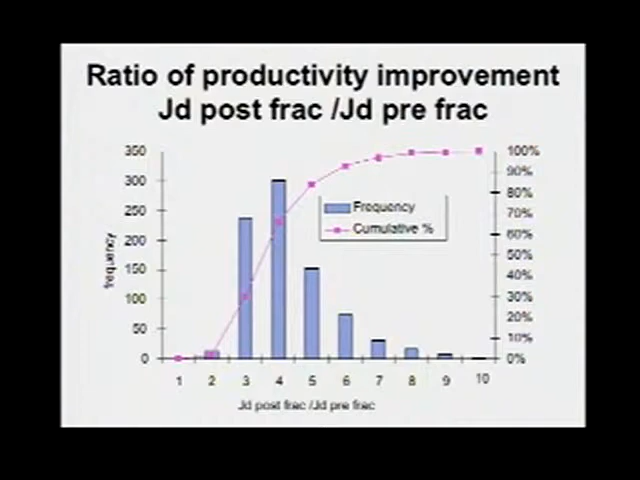 Ratio of productivity improvement
Jd post frac /Jd pre frac
350
300
250
200
150
100
50
0
frequency
100%
90%
80%
70%
60%
50%
40%
30%
20%
10%
0%
Frequency
Cumulative %
1 2 3 4 5 6 7 8 9 10
Jd post frac /Jd pre frac